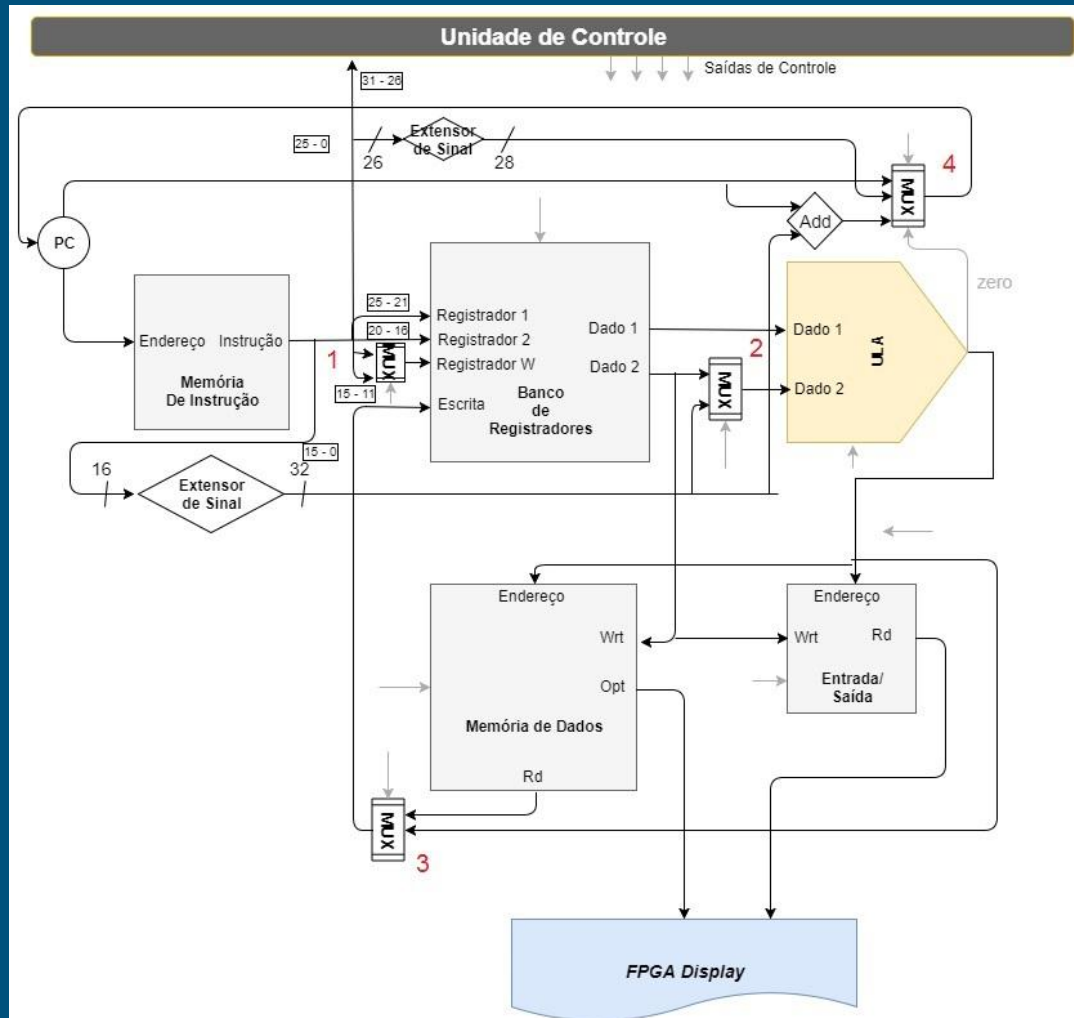 Unidade de Controle
31 - 26
Saídas de Controle
25 - 0
26
Extensor
de Sinal
28
MUX
4
PC
Add
zero
25 - 21
20 - 16
1
MUX
15 - 11
Registrador 1
Registrador 2
Registrador W
Escrita
Dado 1
Dado 2
Banco
de
Registradores
Endereço
Instrução
Memória
De Instrução
2
MUX
Dado 1
Dado 2
ULA
15 - 0
16
Extensor
de Sinal
32
Endereço
Wrt
Opt
Memória de Dados
Rd
Endereço
Wrt
Rd
Entrada/
Saída
MUX
3
FPGA Display